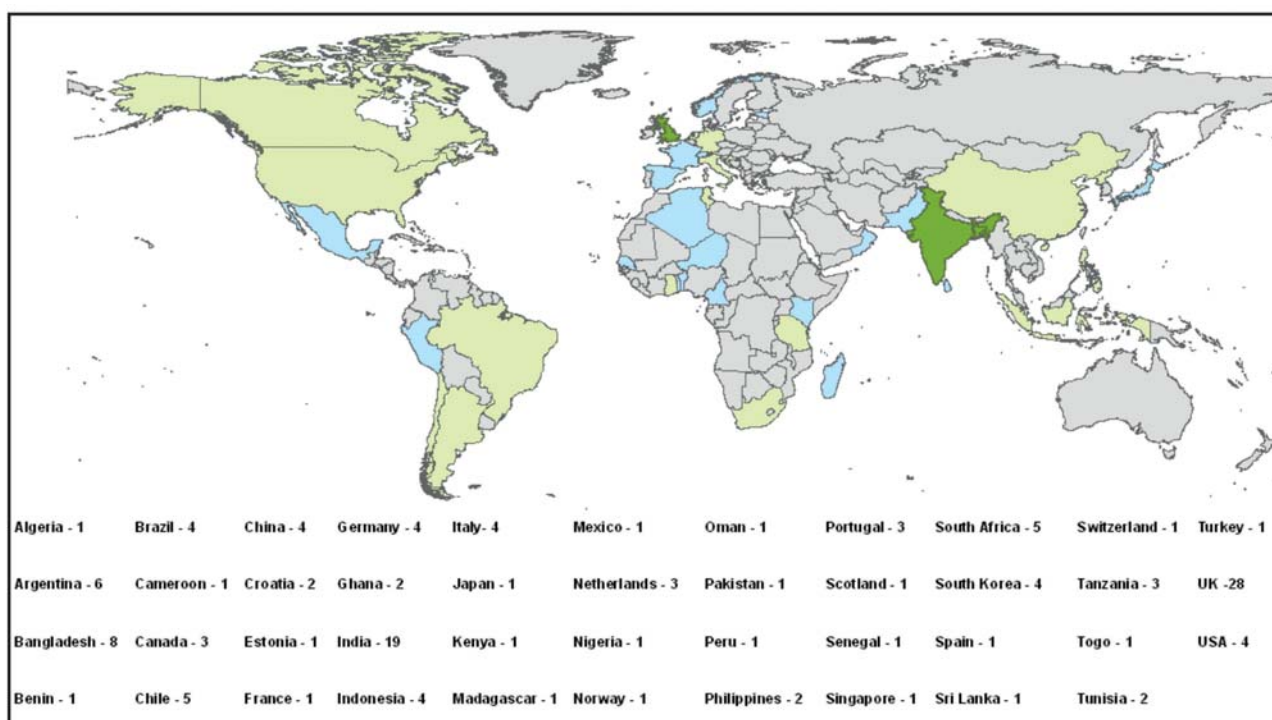 Algeria - 1 Brazil - 4 China - 4 Germany - 4 Italy- 4 Mexico - 1 Oman - 1 Portugal - 3 South Africa - 5 Switzerland - 1 Turkey - 1
Argentina - 6 Cameroon - 1 Croatia - 2 Ghana - 2 Japan - 1 Netherlands - 3 Pakistan - 1 Scotland - 1 South Korea - 4 Tanzania - 3 UK -28
Bangladesh - 8 Canada - 3 Estonia - 1 India - 19 Kenya - 1 Nigeria - 1 Peru - 1 Senegal - 1 Spain - 1 Togo - 1 USA - 4
Benin - 1 Chile - 5 France - 1 Indonesia - 4 Madagascar - 1 Norway - 1 Philippines - 2 Singapore - 1 Sri Lanka - 1 Tunisia - 2